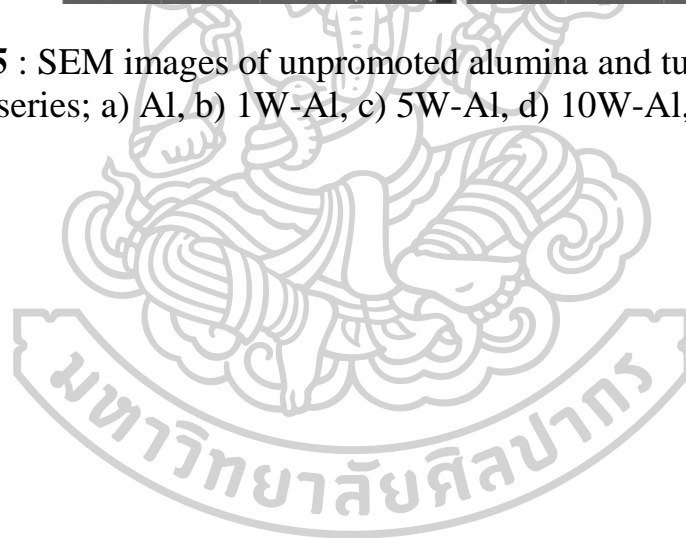 5 : SEM images of unpromoted alumina and tu
series; a) Al, b) 1W-Al, c) 5W-Al, d) 10W-Al,
มหาวิทยาลัยศิลปากร